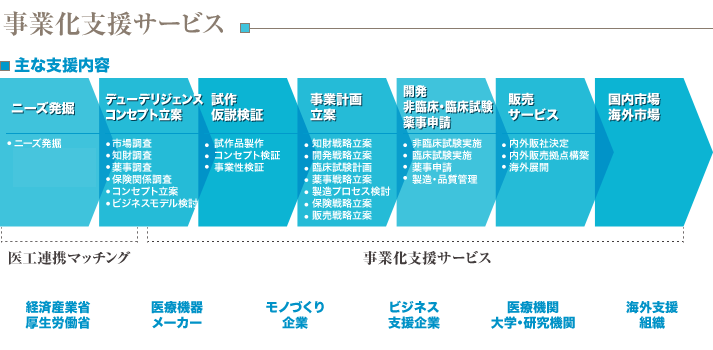 事業化支援サービス
主な支援内容
ニーズ発掘
・ニーズ発掘
デューデリジェンス
コンセプト立案
・市場調査
・知財調査
・薬事調査
・保険関係調査
・コンセプト立案
・ビジネスモデル検討
試作
仮説検証
・試作品製作
・コンセプト検証
・事業性検証
事業計画
立案
・知財戦略立案
・開発戦略立案
・臨床試験計画
・薬事戦略立案
・製造プロセス検討
・保険戦略立案
・販売戦略立案
開発
非臨床・臨床試験
薬事申請
・非臨床試験実施
・臨床試験実施
・薬事申請
・製造・品質管理
販売
サービス
・内外販社決定
・内外販売拠点構築
・海外展開
国内市場
海外市場
医工連携マッチング
事業化支援サービス
経済産業省
厚生労働省
医療機器
メーカー
モノづくり
企業
ビジネス
支援企業
医療機関
大学・研究機関
海外支援
組織